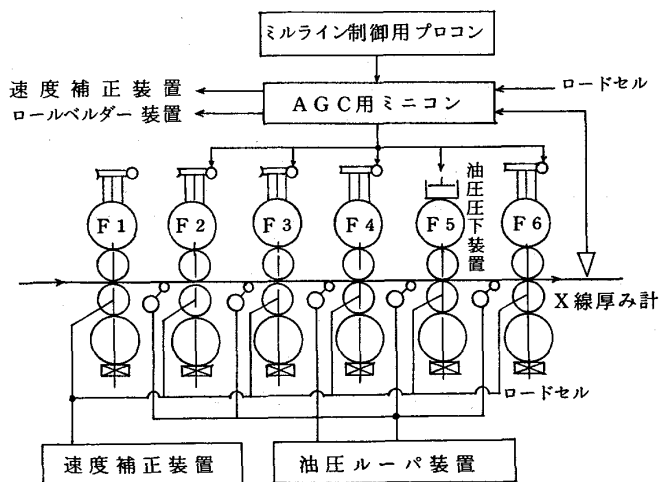 ミルライン制御用プロコン
速度補正装置
ロールベルダー装置
AGC用ミニコン
ロードセル
油圧圧下装置
F1
F2
F3
F4
F5
F6
X線厚み計
ロードセル
速度補正装置
油圧ルーパ装置